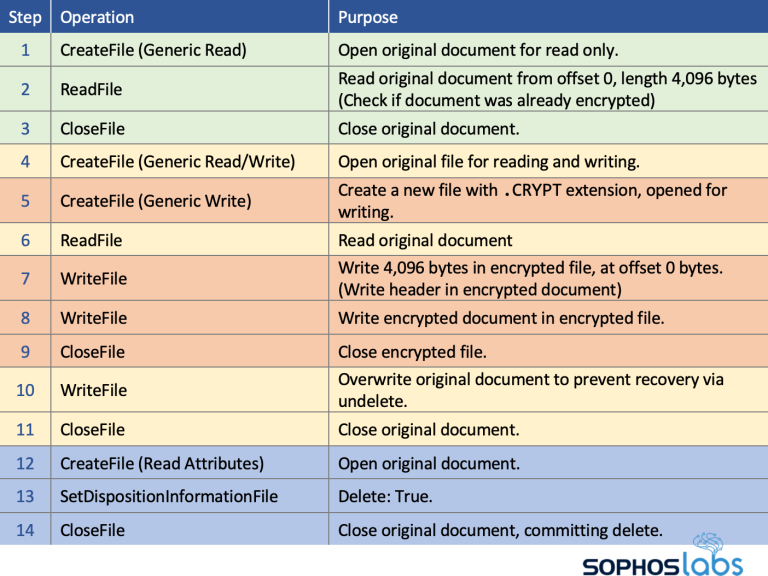 Step Operation Purpose
1 CreateFile (Generic Read) Open original document for read only.
2 ReadFile Read original document from offset 0, length 4,096 bytes
(Check if document was already encrypted)
3 CloseFile Close original document.
4 CreateFile (Generic Read/Write) Open original file for reading and writing.
5 CreateFile (Generic Write) Create a new file with .CRYPT extension, opened for
writing.
6 ReadFile Read original document
7 WriteFile Write 4,096 bytes in encrypted file, at offset 0 bytes.
(Write header in encrypted document)
8 WriteFile Write encrypted document in encrypted file.
9 CloseFile Close encrypted file.
10 WriteFile Overwrite original document to prevent recovery via
undelete.
11 CloseFile Close original document.
12 CreateFile (Read Attributes) Open original document.
13 SetDispositionInformationFile Delete: True.
14 CloseFile Close original document, committing delete.
SOPHOSlabs